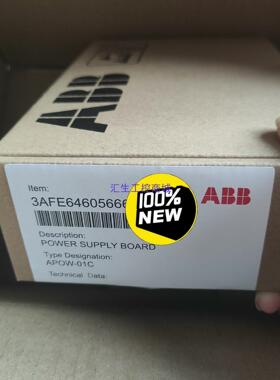 ABB
汇生工控商城
Item:
3AFE64605666
100%
NEW
ABB
Description:
POWER SUPPLY BOARD
Type Designation:
APOW-01C
Technical Data: